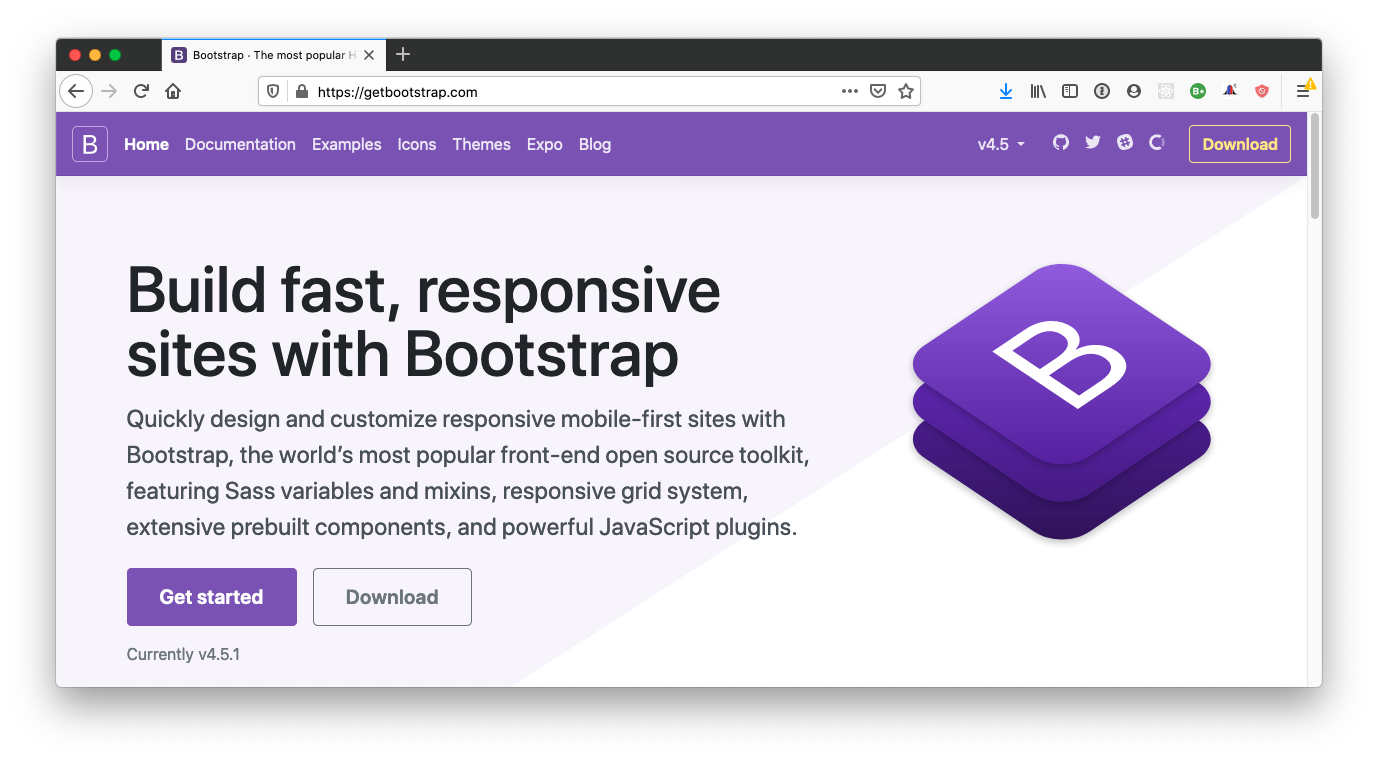 Bootstrap · The most popular H
https://getbootstrap.com
B Home Documentation Examples Icons Themes Expo Blog v4.5 Download
Build fast, responsive
sites with Bootstrap
Quickly design and customize responsive mobile-first sites with
Bootstrap, the world’s most popular front-end open source toolkit,
featuring Sass variables and mixins, responsive grid system,
extensive prebuilt components, and powerful JavaScript plugins.
B
Get started Download
Currently v4.5.1